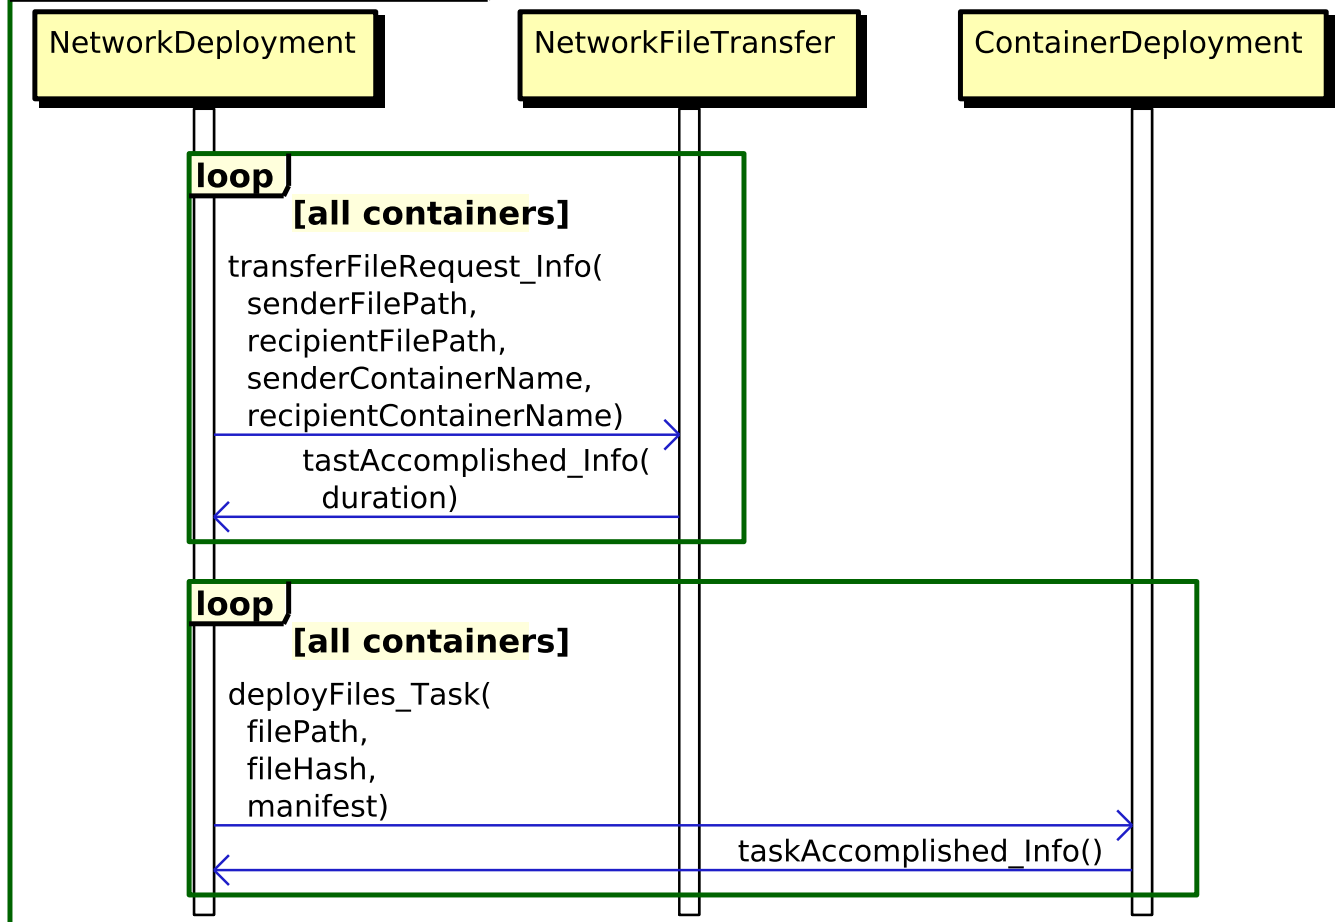 NetworkDeployment
NetworkFileTransfer
ContainerDeployment
loop
[all containers]
transferFileRequest_Info(
senderFilePath,
recipientFilePath,
senderContainerName,
recipientContainerName)
tastAccomplished_Info(
duration)
loop
[all containers]
deployFiles_Task(
filePath,
fileHash,
manifest)
taskAccomplished_Info()